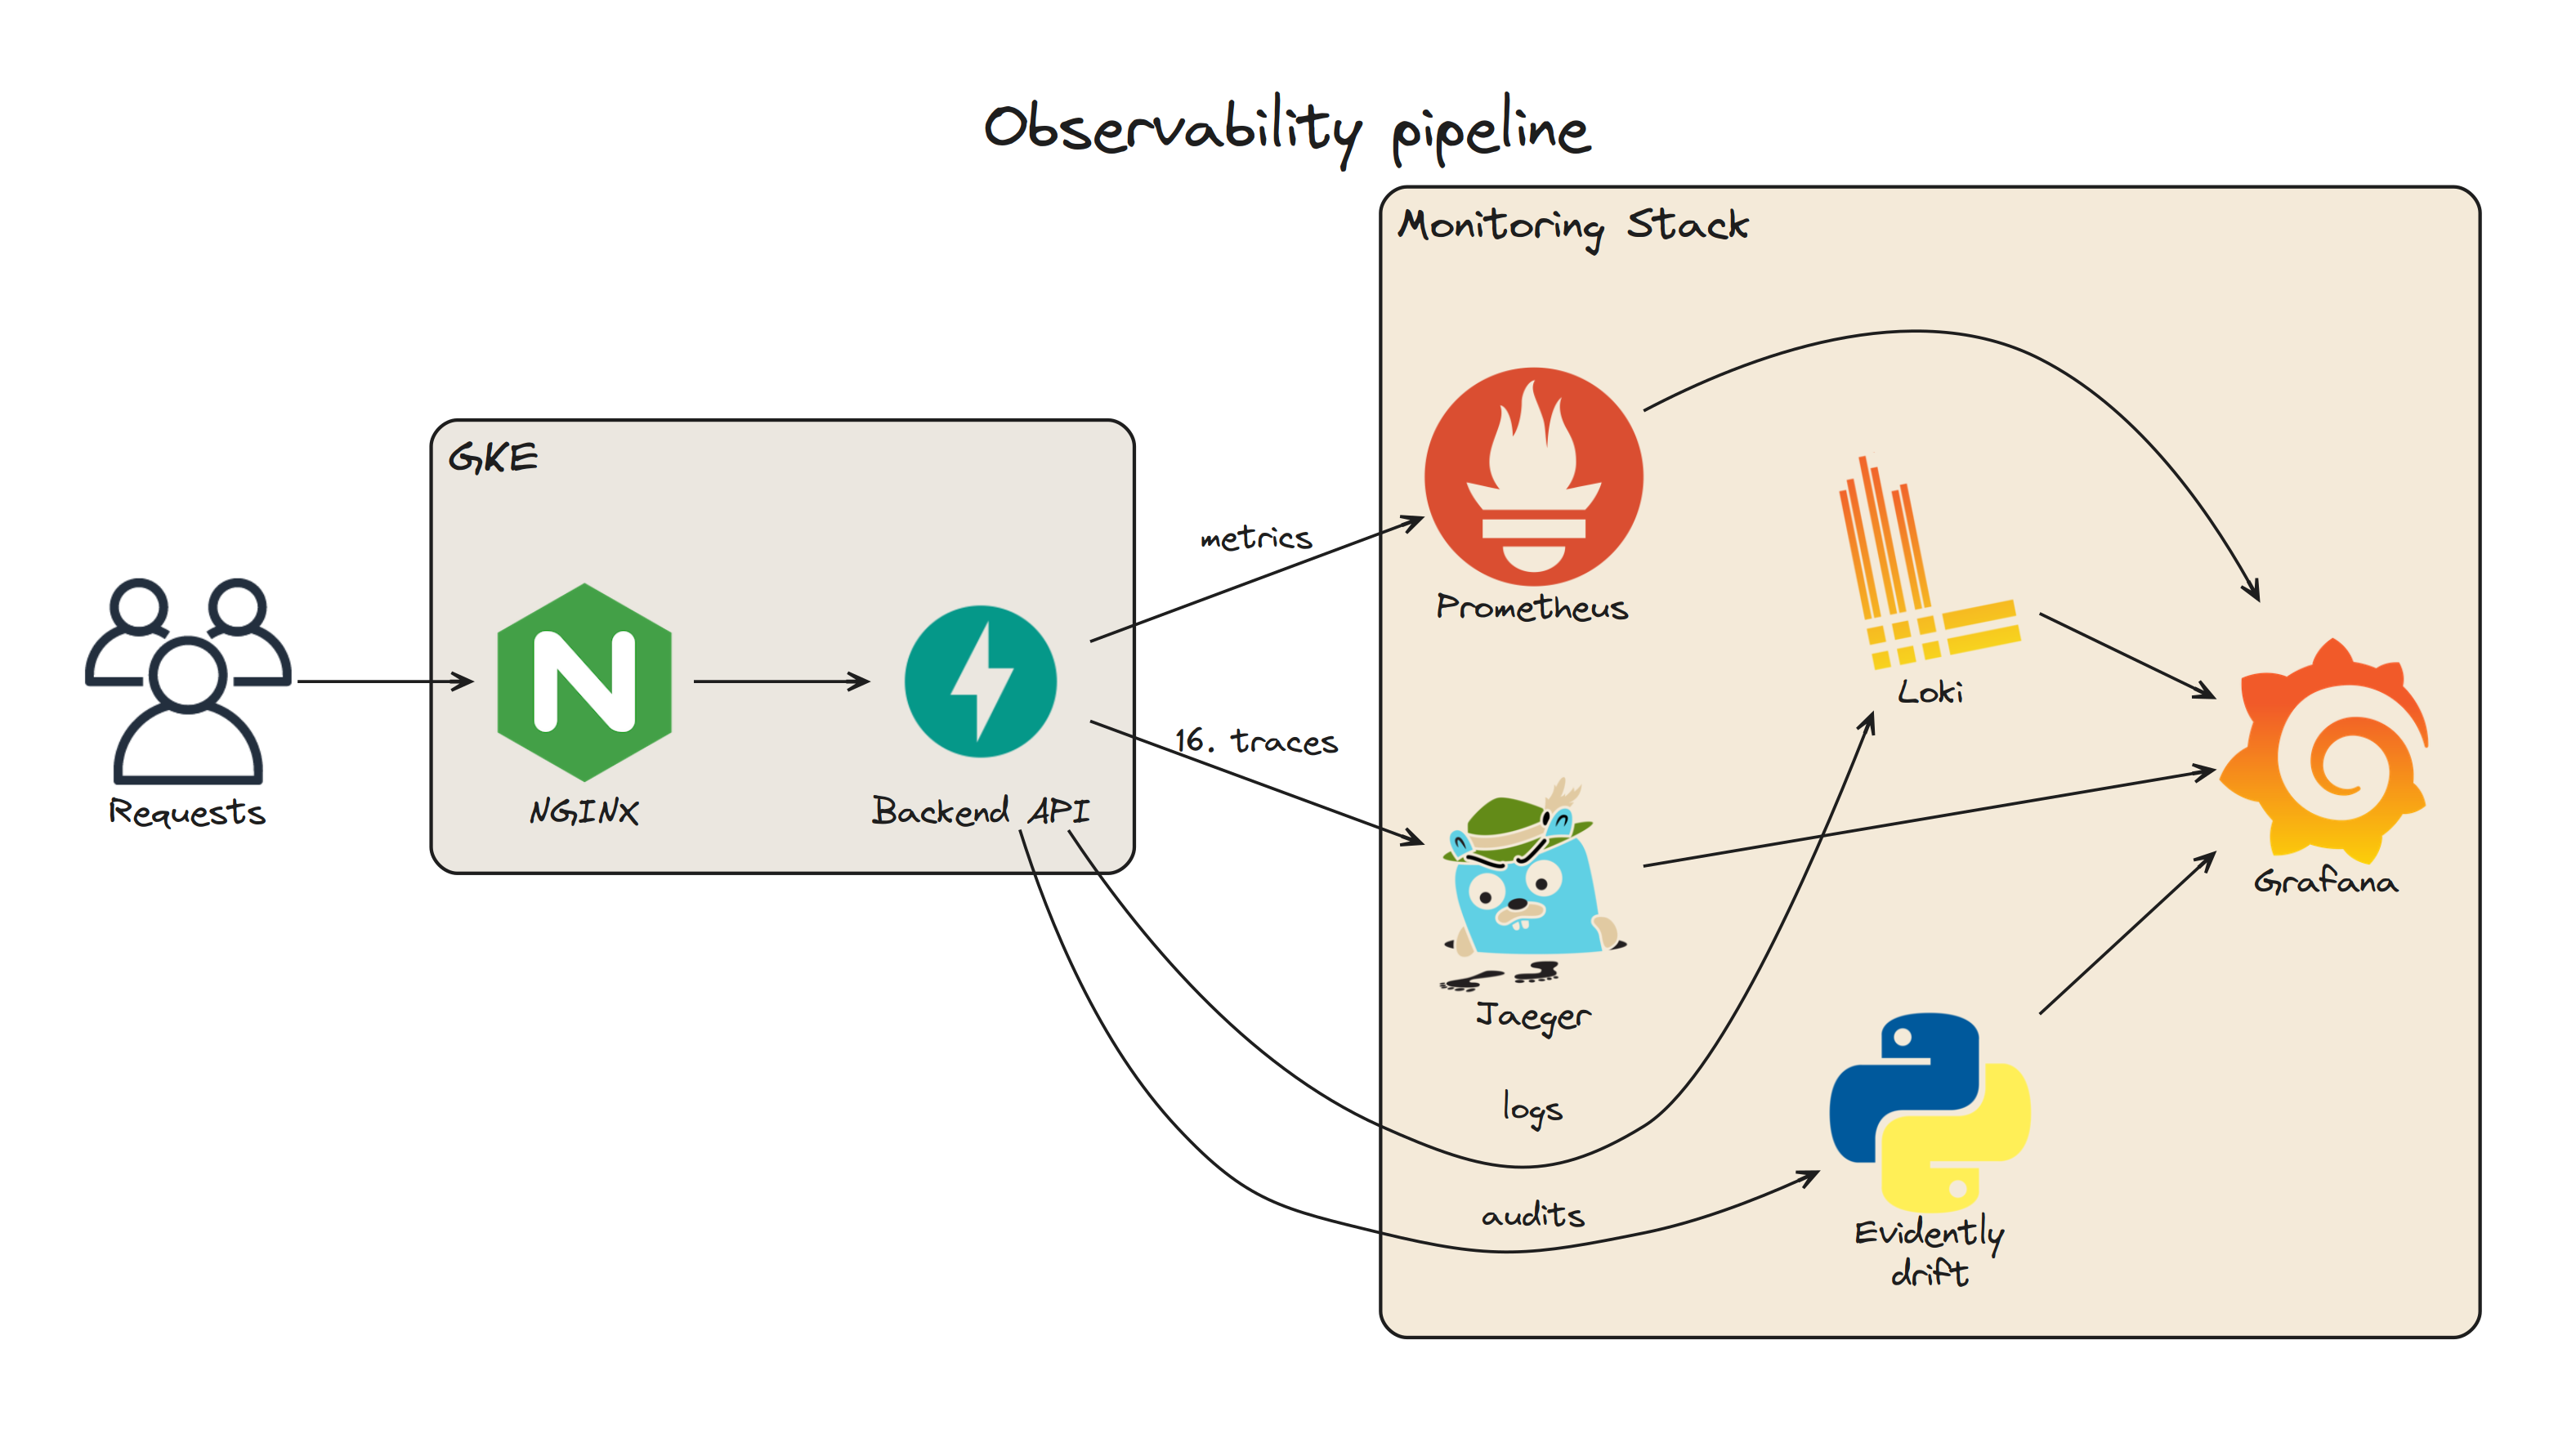 Observability pipeline
Monitoring Stack
GKE
metrics
Prometheus
Loki
16. traces
Requests
NGINX
Backend API
Grafana
Jaeger
logs
audits
Evidently
drift